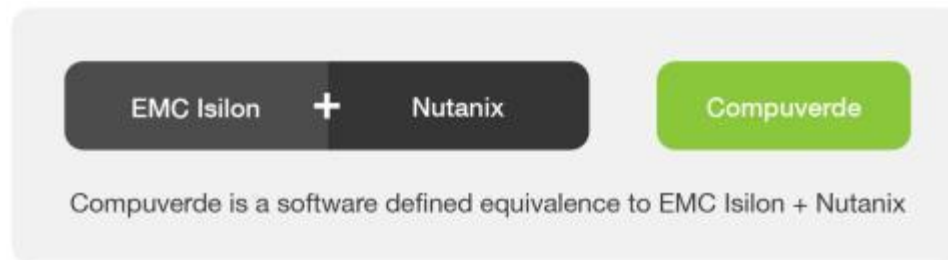 EMC Isilon + Nutanix Compuverde
Compuverde is a software defined equivalence to EMC Isilon + Nutanix